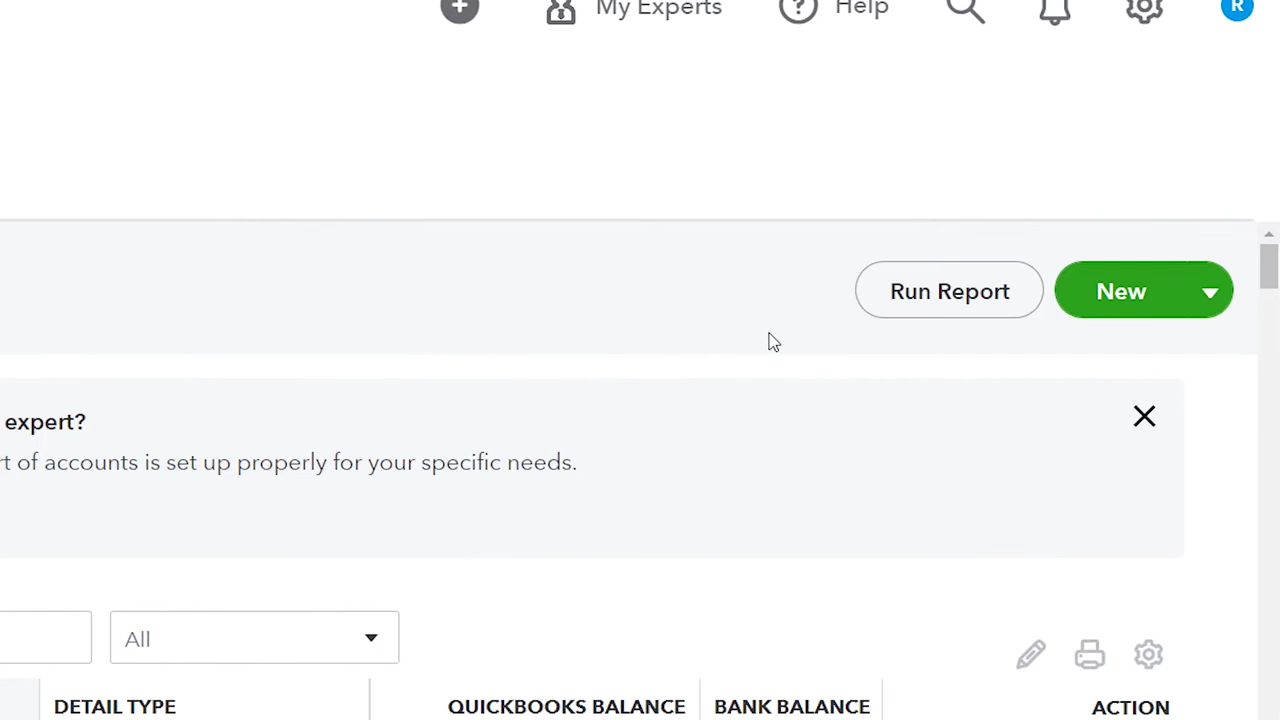 My Experts Help R
Run Report New
expert?
rt of accounts is set up properly for your specific needs.
All
DETAIL TYPE QUICKBOOKS BALANCE BANK BALANCE ACTION